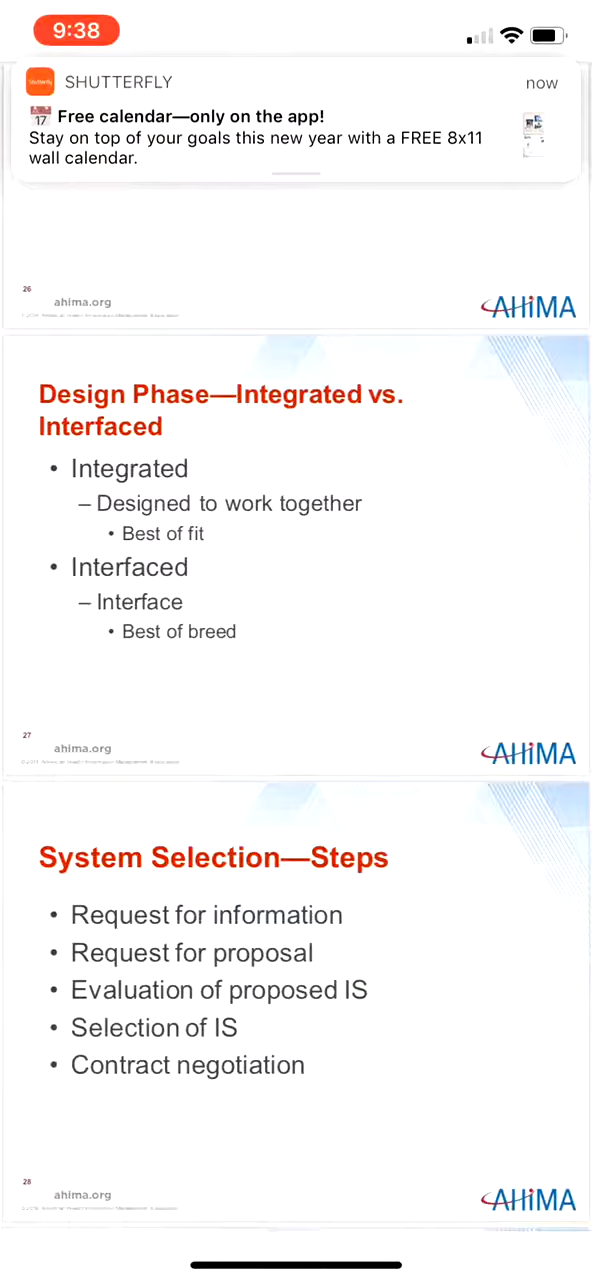 9:38
SHUTTERFLY
now
17 Free calendar—only on the app!
Stay on top of your goals this new year with a FREE 8x11
wall calendar.
26
ahima.org
AHIMA
Design Phase—Integrated vs.
Interfaced
• Integrated
– Designed to work together
• Best of fit
• Interfaced
– Interface
• Best of breed
27
ahima.org
AHIMA
System Selection—Steps
• Request for information
• Request for proposal
• Evaluation of proposed IS
• Selection of IS
• Contract negotiation
28
ahima.org
AHIMA